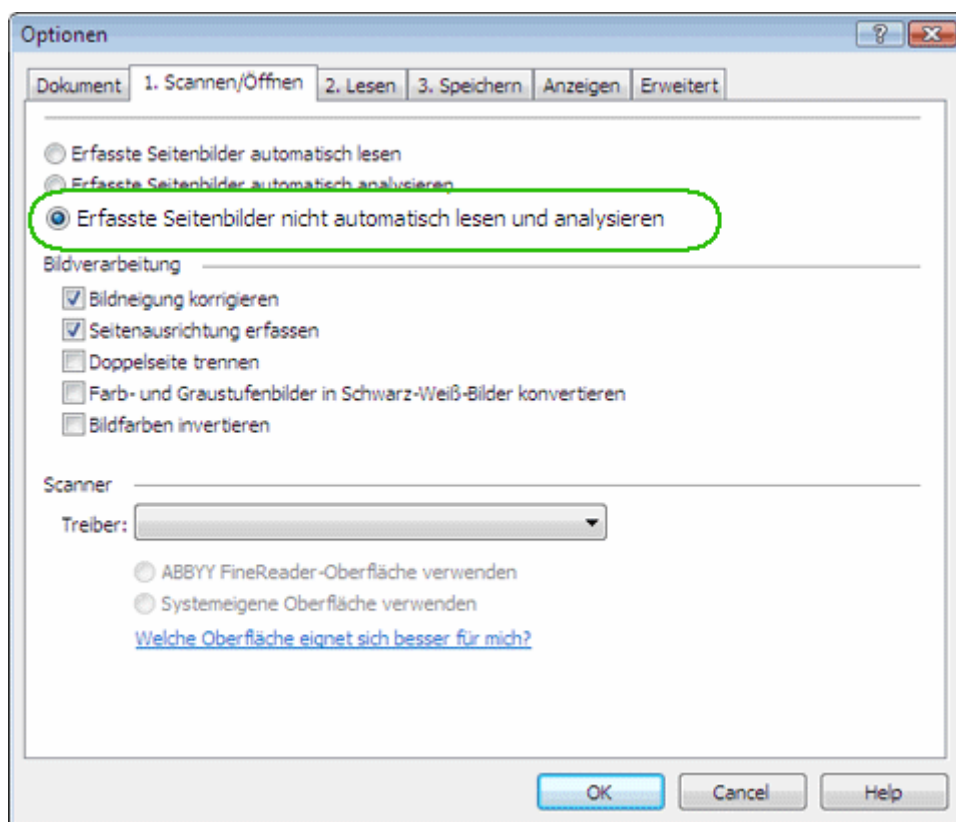 Optionen
Dokument 1. Scannen/Öffnen 2. Lesen 3. Speichern Anzeigen Erweitert
Erfasste Seitenbilder automatisch lesen
Erfasste Seitenbilder automatisch analysieren
Erfasste Seitenbilder nicht automatisch lesen und analysieren
Bildverarbeitung
Bildneigung korrigieren
Seitenausrichtung erfassen
Doppelseite trennen
Farb- und Graustufenbilder in Schwarz-Weiß-Bilder konvertieren
Bildfarben invertieren
Scanner
Treiber:
ABBYY FineReader-Oberfläche verwenden
Systemeigene Oberfläche verwenden
Welche Oberfläche eignet sich besser für mich?
OK Cancel Help